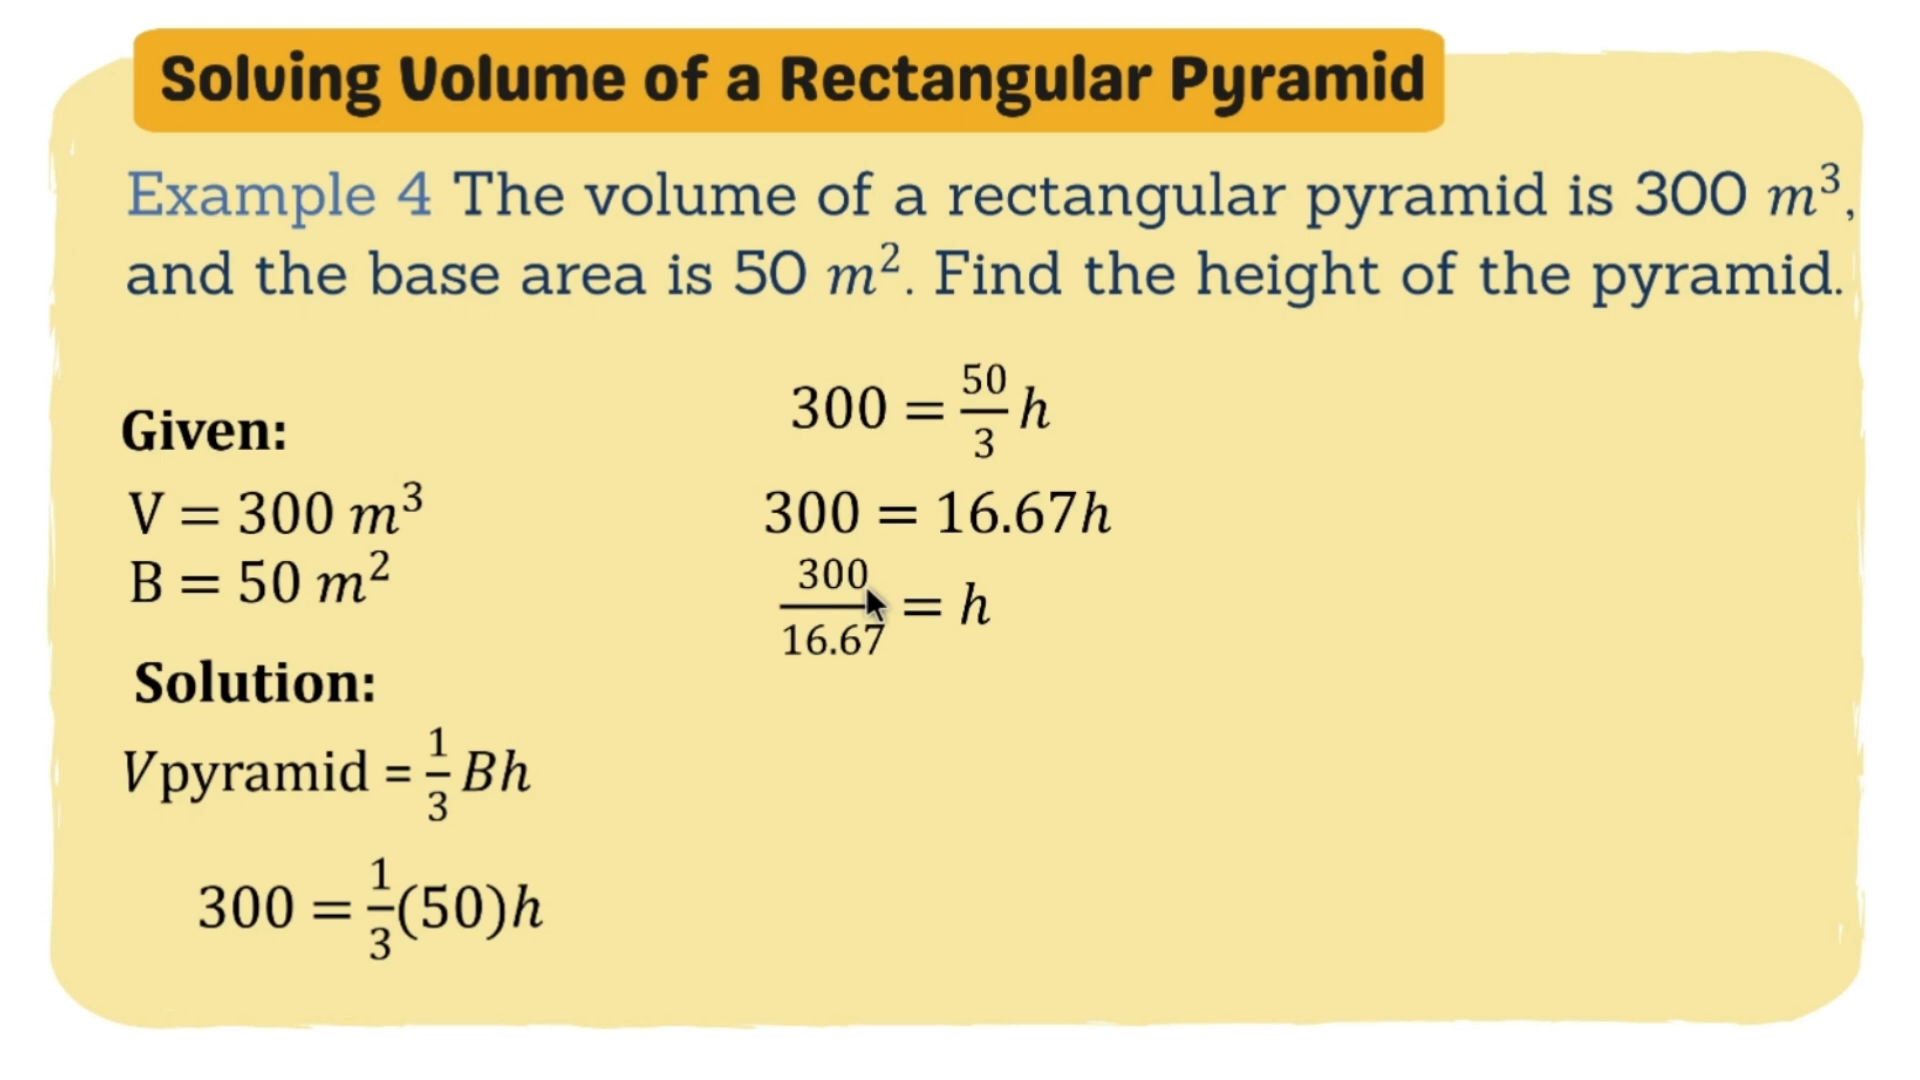 Solving Volume of a Rectangular Pyramid
Example 4 The volume of a rectangular pyramid is 300 m³,
and the base area is 50 m². Find the height of the pyramid.
Given:
V = 300 m³
B = 50 m²
Solution:
Vpyramid = 1/3 Bh
300 = 1/3(50)h
300 = 50/3 h
300 = 16.67h
300/16.67 = h